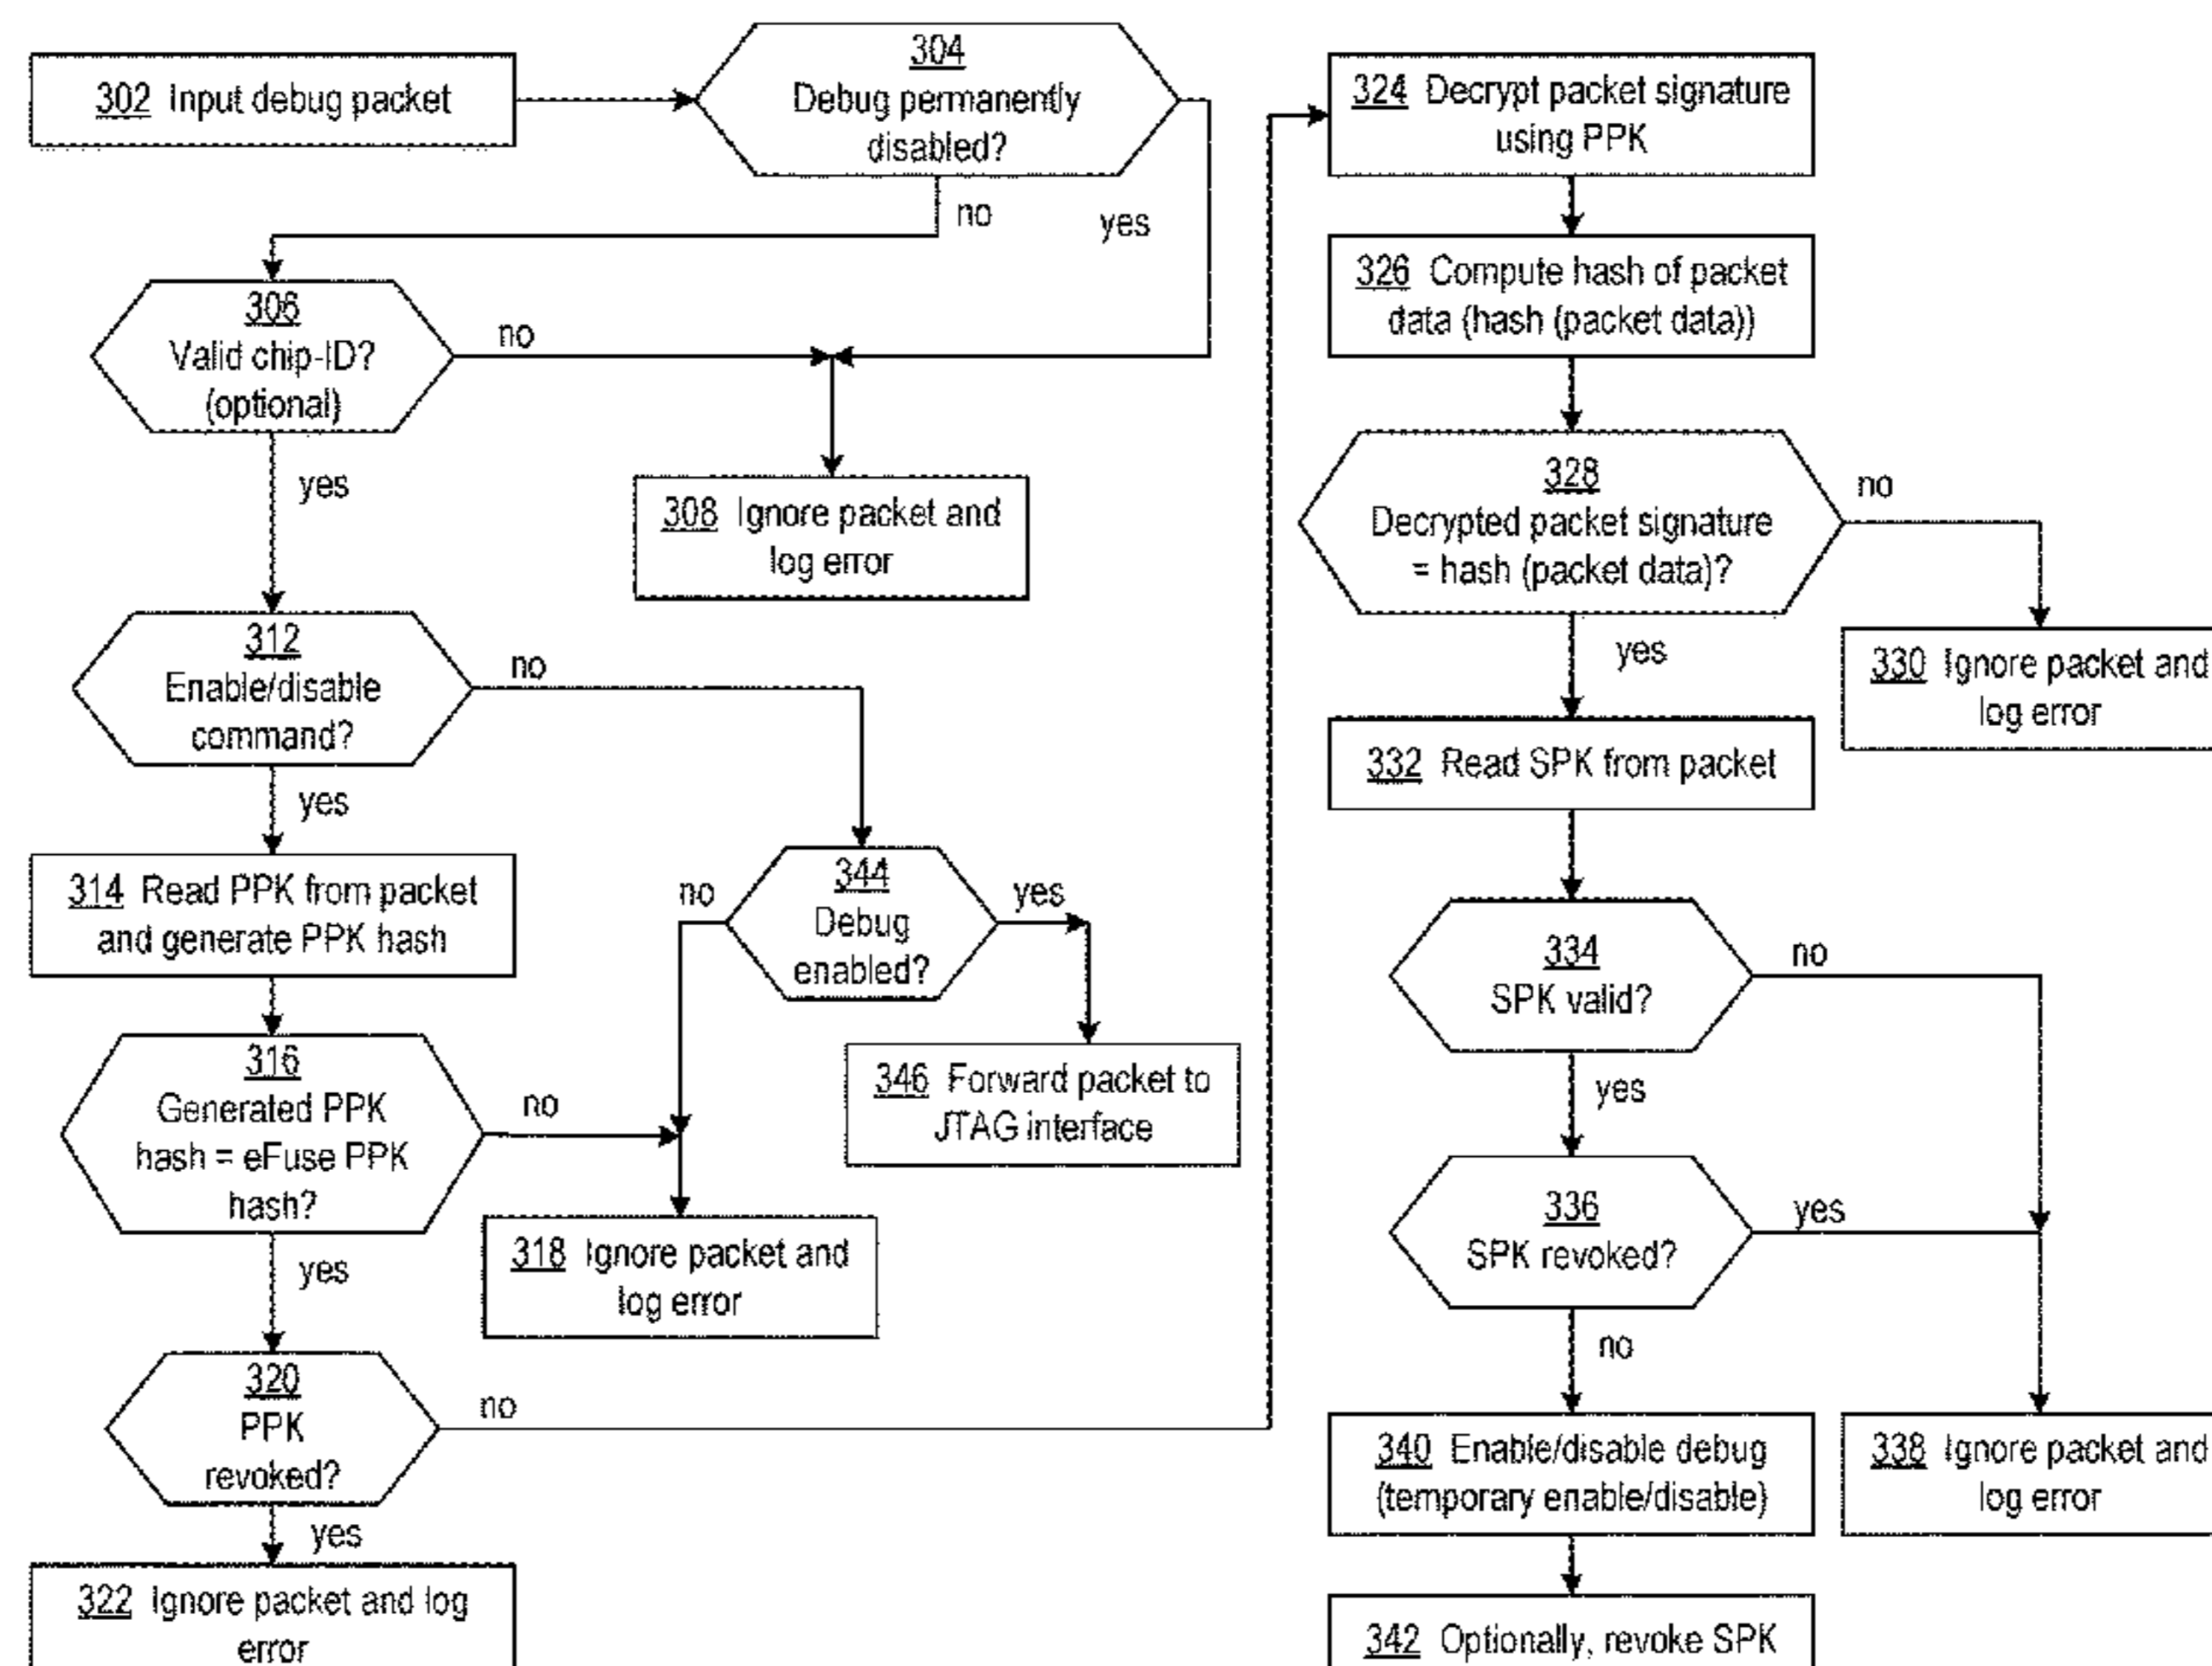 302 Input debug packet
304
Debug permanently
disabled?
no
yes
306
Valid chip-ID?
(optional)
no
yes
308 Ignore packet and
log error
312
Enable/disable
command?
no
yes
314 Read PPK from packet
and generate PPK hash
344
Debug
enabled?
no
yes
346 Forward packet to
JTAG interface
316
Generated PPK
hash = eFuse PPK
hash?
no
yes
318 Ignore packet and
log error
320
PPK
revoked?
no
yes
322 Ignore packet and log
error
324 Decrypt packet signature
using PPK
326 Compute hash of packet
data (hash (packet data))
328
Decrypted packet signature
= hash (packet data)?
no
yes
330 Ignore packet and
log error
332 Read SPK from packet
334
SPK valid?
no
yes
336
SPK revoked?
yes
no
338 Ignore packet and
log error
340 Enable/disable debug
(temporary enable/disable)
342 Optionally, revoke SPK